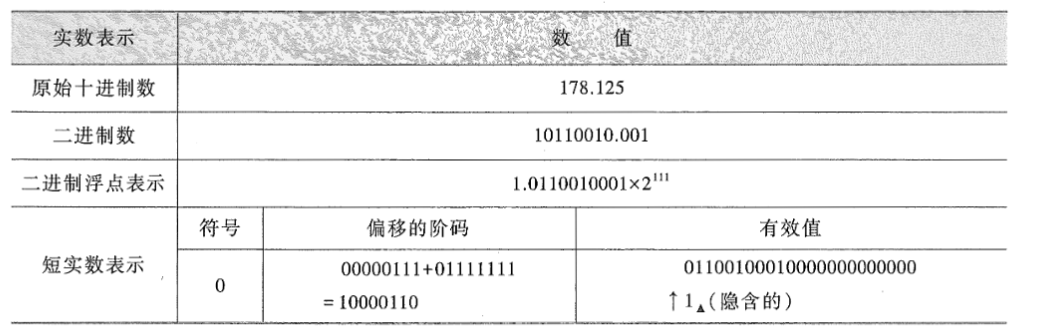 实数表示 数 值
原始十进制数 178.125
二进制数 10110010.001
二进制浮点表示 1.0110010001×2¹¹¹
符号 偏移的阶码 有效值
短实数表示 0 00000111+01111111 01100100010000000000000
=10000110 ↑1▲(隐含的)